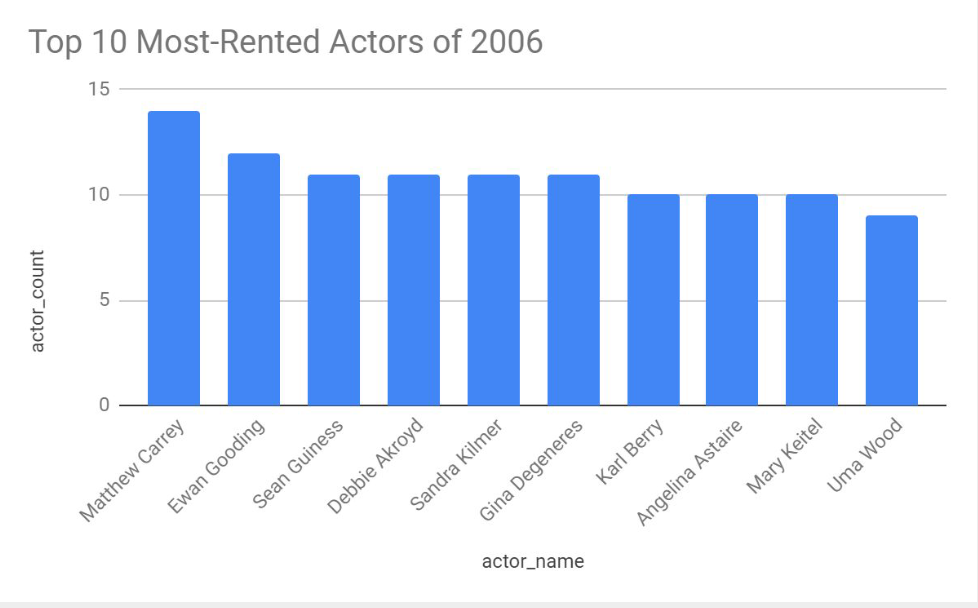 Top 10 Most-Rented Actors of 2006
15
10
5
0
actor_count
Matthew Carrey
Ewan Gooding
Sean Guiness
Debbie Akroyd
Sandra Kilmer
Gina Degeneres
Karl Berry
Angelina Astaire
Mary Keitel
Uma Wood
actor_name